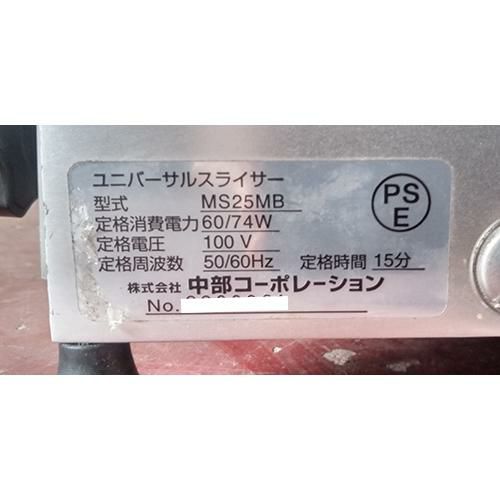 ユニバーサルスライサー
型式 MS25MB
定格消費電力 60/74W
定格電圧 100 V
定格周波数 50/60Hz 定格時間 15分
株式会社 中部コーポレーション
No.
PS
E